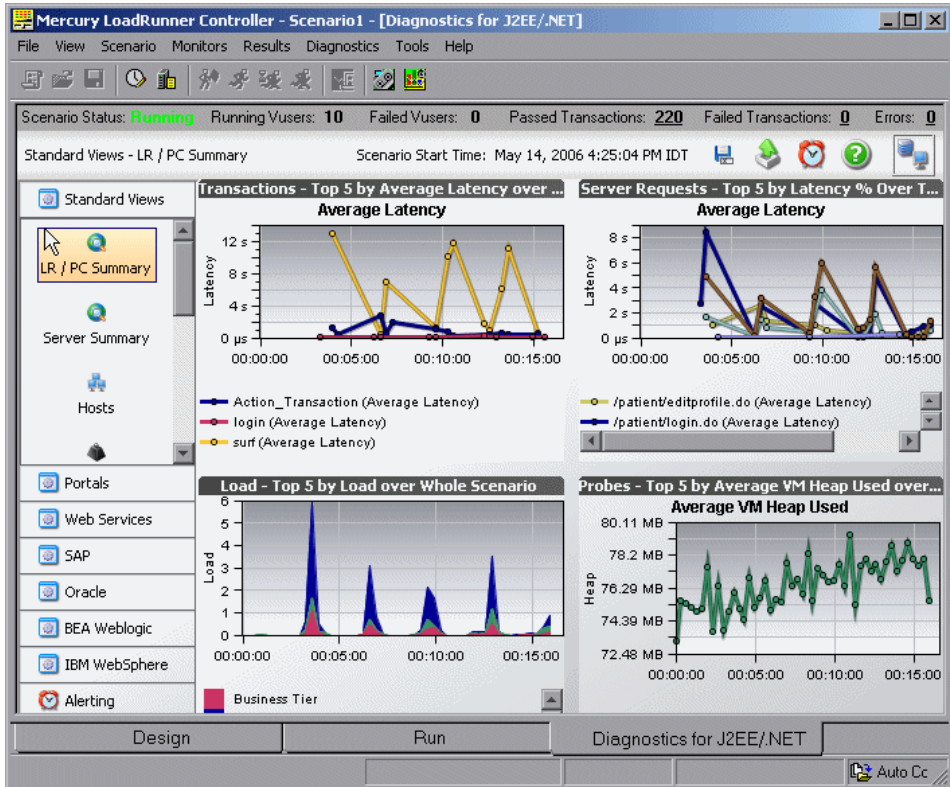 Mercury LoadRunner Controller - Scenario1 - [Diagnostics for J2EE/.NET]
File View Scenario Monitors Results Diagnostics Tools Help
Scenario Status: Running Running Vusers: 10 Failed Vusers: 0 Passed Transactions: 220 Failed Transactions: 0 Errors: 0
Standard Views - LR / PC Summary Scenario Start Time: May 14, 2006 4:25:04 PM IDT
Standard Views
LR / PC Summary
Server Summary
Hosts
Portals
Web Services
SAP
Oracle
BEA Weblogic
IBM WebSphere
Alerting
Transactions - Top 5 by Average Latency over ...
Average Latency
Latency
12 s
8 s
4 s
0 µs
00:00:00 00:05:00 00:10:00 00:15:00
Action_Transaction (Average Latency)
login (Average Latency)
surf (Average Latency)
Server Requests - Top 5 by Latency % Over T...
Average Latency
Latency
8 s
6 s
4 s
2 s
0 µs
00:00:00 00:05:00 00:10:00 00:15:00
/patient/editprofile.do (Average Latency)
/patient/login.do (Average Latency)
Load - Top 5 by Load over Whole Scenario
Load
6
5
4
3
2
1
0
00:00:00 00:05:00 00:10:00 00:15:00
Business Tier
Probes - Top 5 by Average VM Heap Used over...
Average VM Heap Used
Heap
80.11 MB
78.2 MB
76.29 MB
74.39 MB
72.48 MB
00:00:00 00:05:00 00:10:00 00:15:00
Design Run Diagnostics for J2EE/.NET
Auto Cc